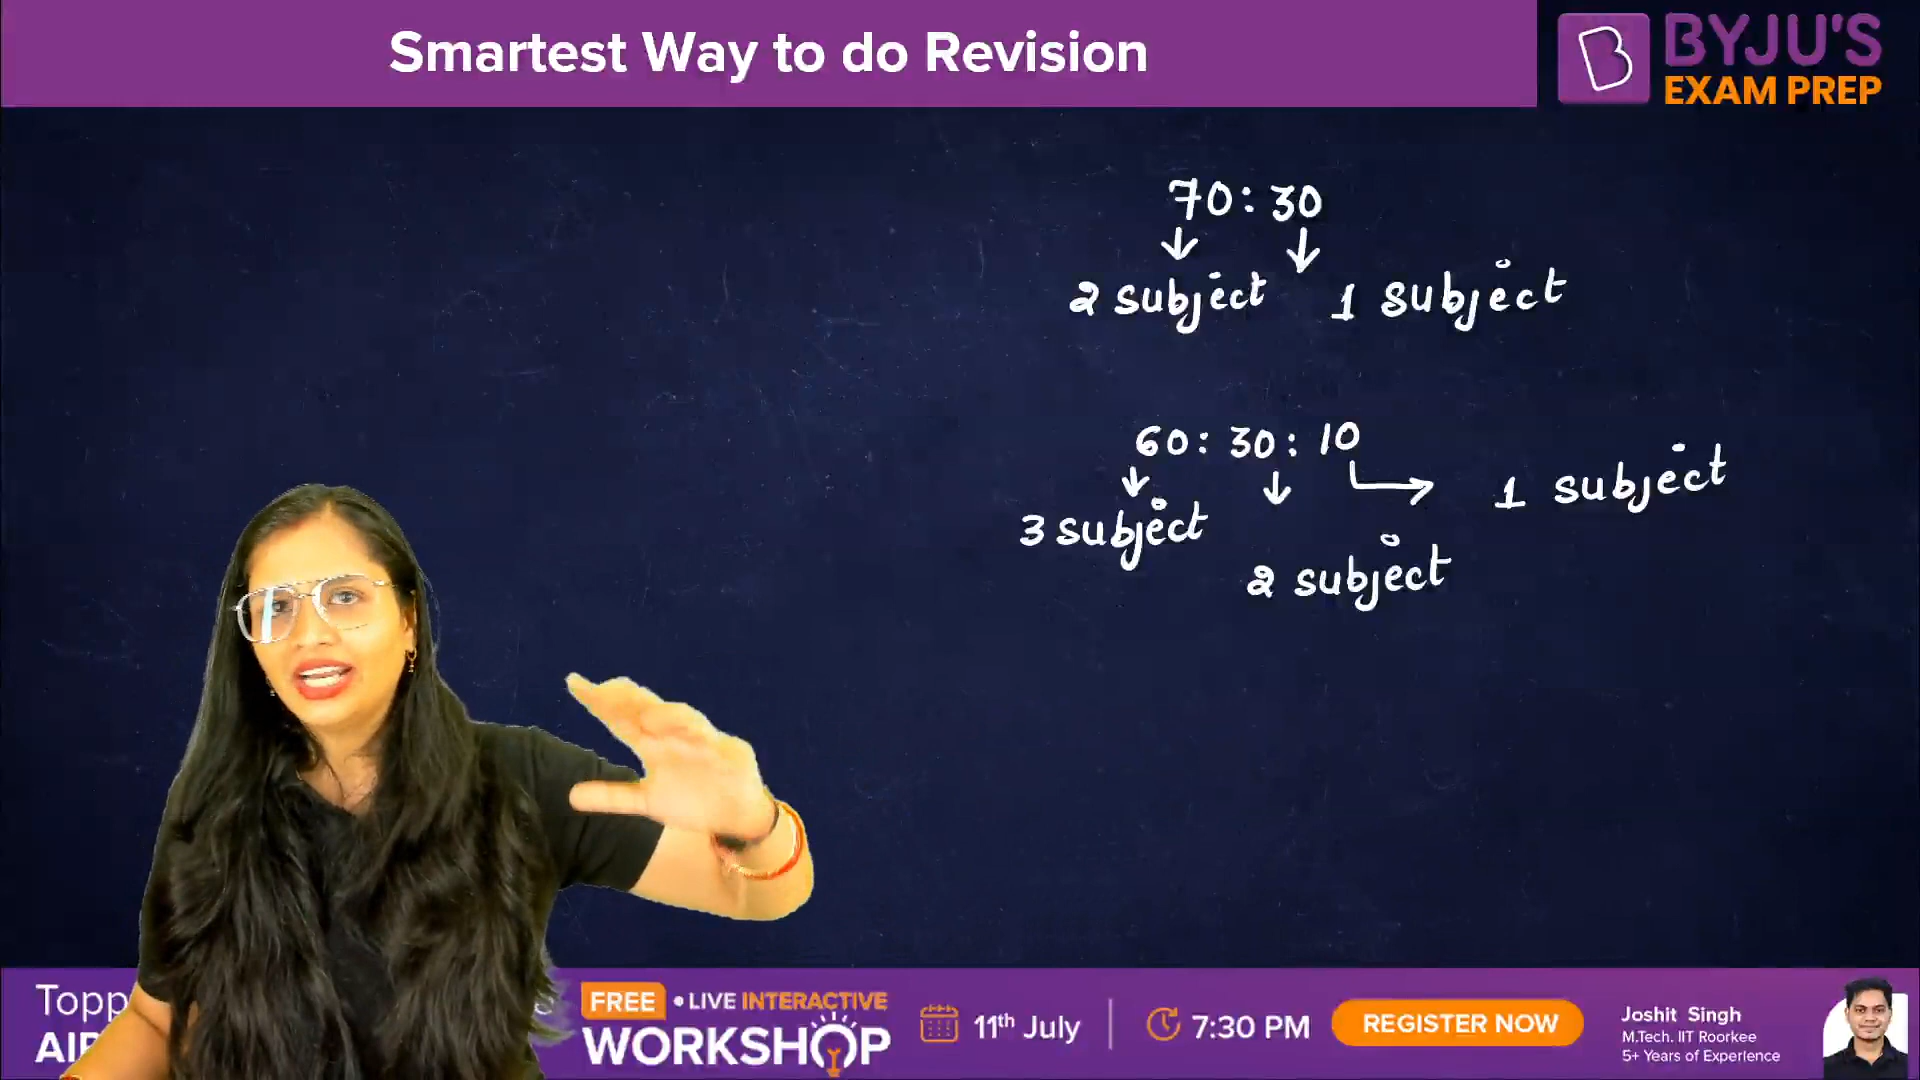 Smartest Way to do Revision
BYJU'S
EXAM PREP
70 : 30
2 subject 1 subject
60 : 30 : 10
1 subject
3 subject
2 subject
FREE • LIVE INTERACTIVE
WORKSHOP
11th July
7:30 PM
REGISTER NOW
Joshit Singh
M.Tech. IIT Roorkee
5+ Years of Experience